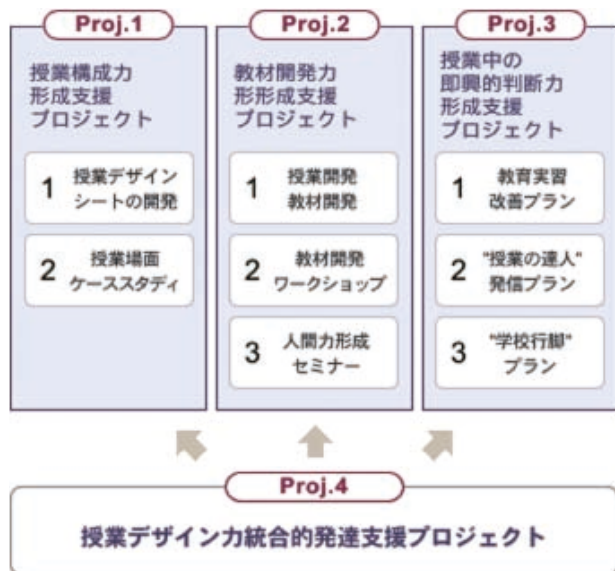 Proj.1
授業構成力
形成支援
プロジェクト
1
授業デザイン
シートの開発
2
授業場面
ケーススタディ
Proj.2
教材開発力
形形成支援
プロジェクト
1
授業開発
教材開発
2
教材開発
ワークショップ
3
人間力形成
セミナー
Proj.3
授業中の
即興的判断力
形成支援
プロジェクト
1
教育実習
改善プラン
2
"授業の達人"
発信プラン
3
"学校行脚"
プラン
Proj.4
授業デザイン力統合的発達支援プロジェクト